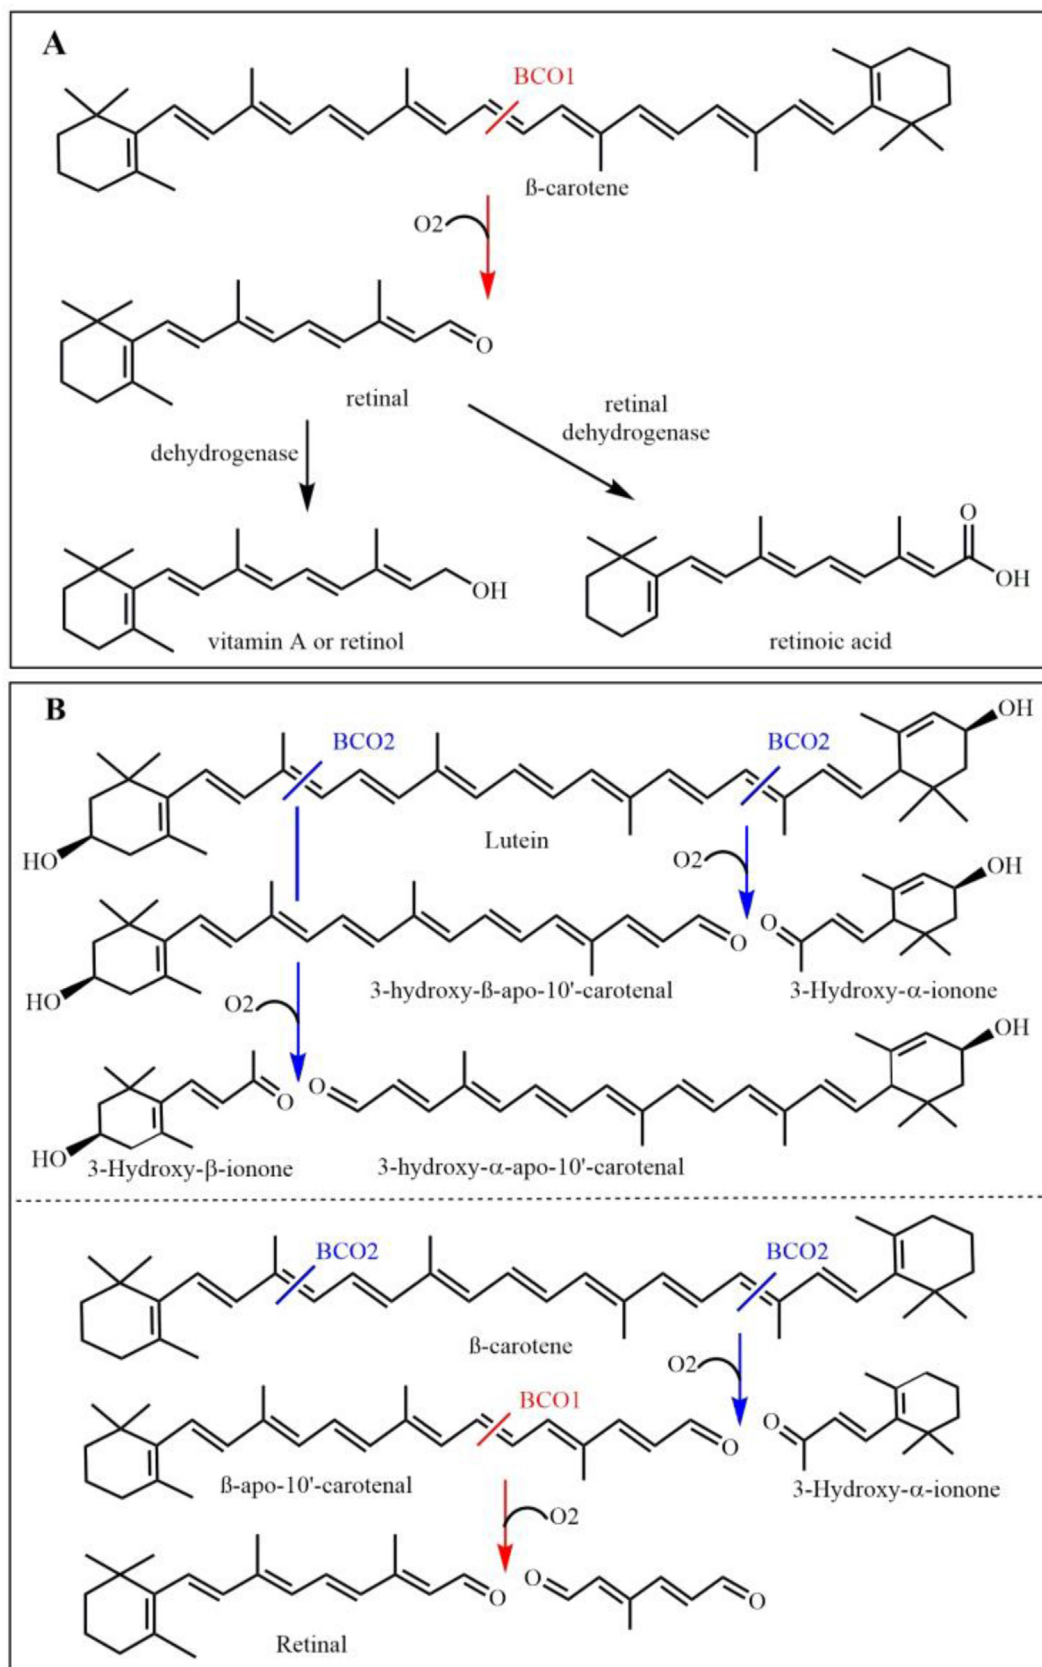 A
BCO1
ß-carotene
O2
O
retinal
retinal
dehydrogenase
dehydrogenase
O
OH
OH
vitamin A or retinol
retinoic acid
B
OH
BCO2
BCO2
Lutein
HO
O2
OH
O
O
3-hydroxy-ß-apo-10'-carotenal
3-Hydroxy-α-ionone
HO
O2
OH
O
O
HO
3-Hydroxy-β-ionone
3-hydroxy-α-apo-10'-carotenal
BCO2
BCO2
ß-carotene
O2
BCO1
O
O
ß-apo-10'-carotenal
3-Hydroxy-α-ionone
O2
O
O
O
Retinal